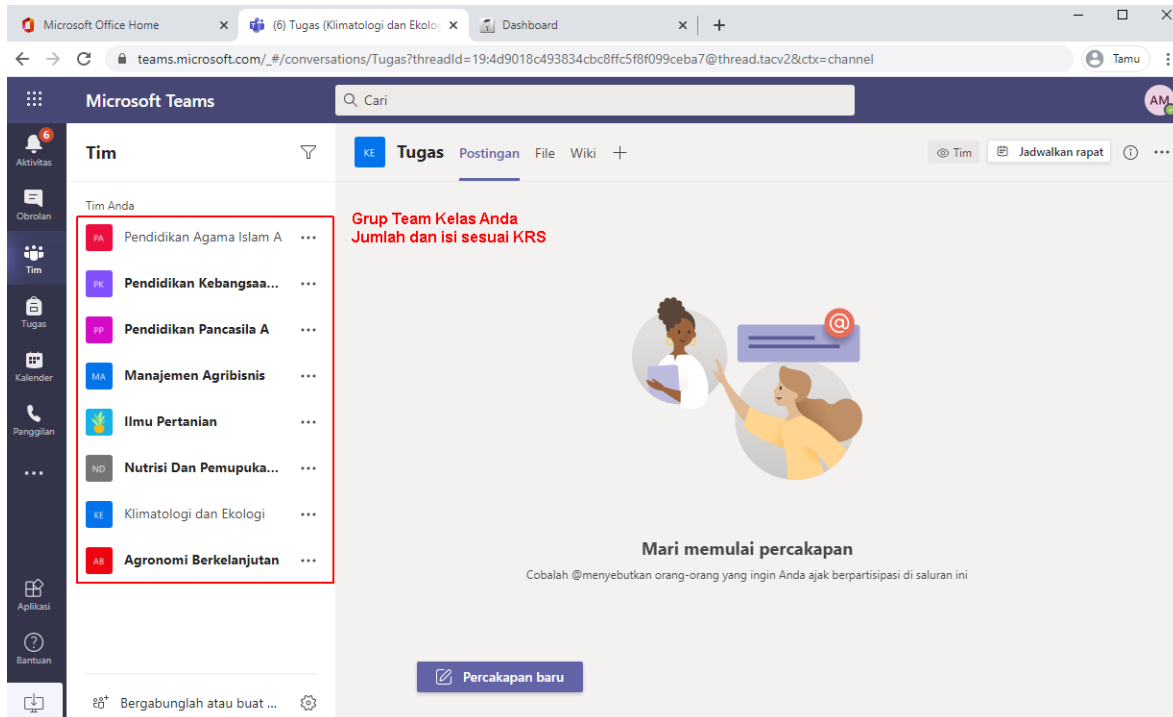 Microsoft Office Home
(6) Tugas (Klimatologi dan Ekolog
Dashboard
teams.microsoft.com/_#/conversations/Tugas?threadId=19:4d9018c493834cbc8ffc5f8f099ceba7@thread.tacv2&ctx=channel
Tamu
Microsoft Teams
Cari
AM
6
Aktivitas
Obrolan
Tim
Tugas
Kalender
Panggilan
Aplikasi
Bantuan
Tim
Tim Anda
PA Pendidikan Agama Islam A
PK Pendidikan Kebangsaa...
PP Pendidikan Pancasila A
MA Manajemen Agribisnis
Ilmu Pertanian
ND Nutrisi Dan Pemupuka...
KE Klimatologi dan Ekologi
AB Agronomi Berkelanjutan
Bergabunglah atau buat ...
KE Tugas Postingan File Wiki
Tim Jadwalkan rapat
Grup Team Kelas Anda
Jumlah dan isi sesuai KRS
@
Mari memulai percakapan
Cobalah @menyebutkan orang-orang yang ingin Anda ajak berpartisipasi di saluran ini
Percakapan baru